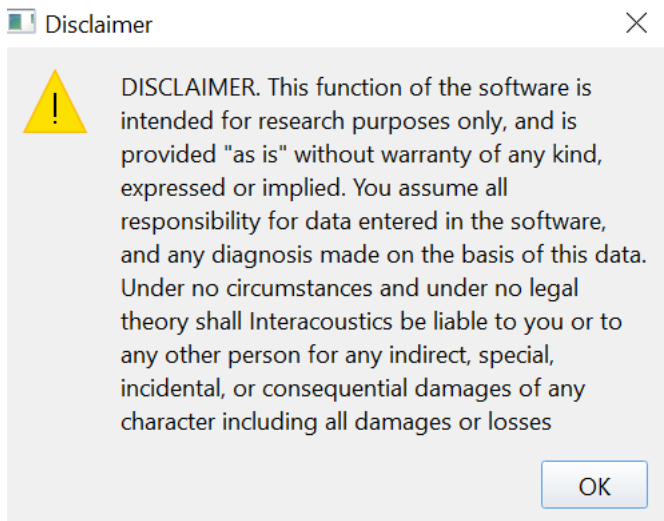 Disclaimer
DISCLAIMER. This function of the software is
intended for research purposes only, and is
provided "as is" without warranty of any kind,
expressed or implied. You assume all
responsibility for data entered in the software,
and any diagnosis made on the basis of this data.
Under no circumstances and under no legal
theory shall Interacoustics be liable to you or to
any other person for any indirect, special,
incidental, or consequential damages of any
character including all damages or losses
OK